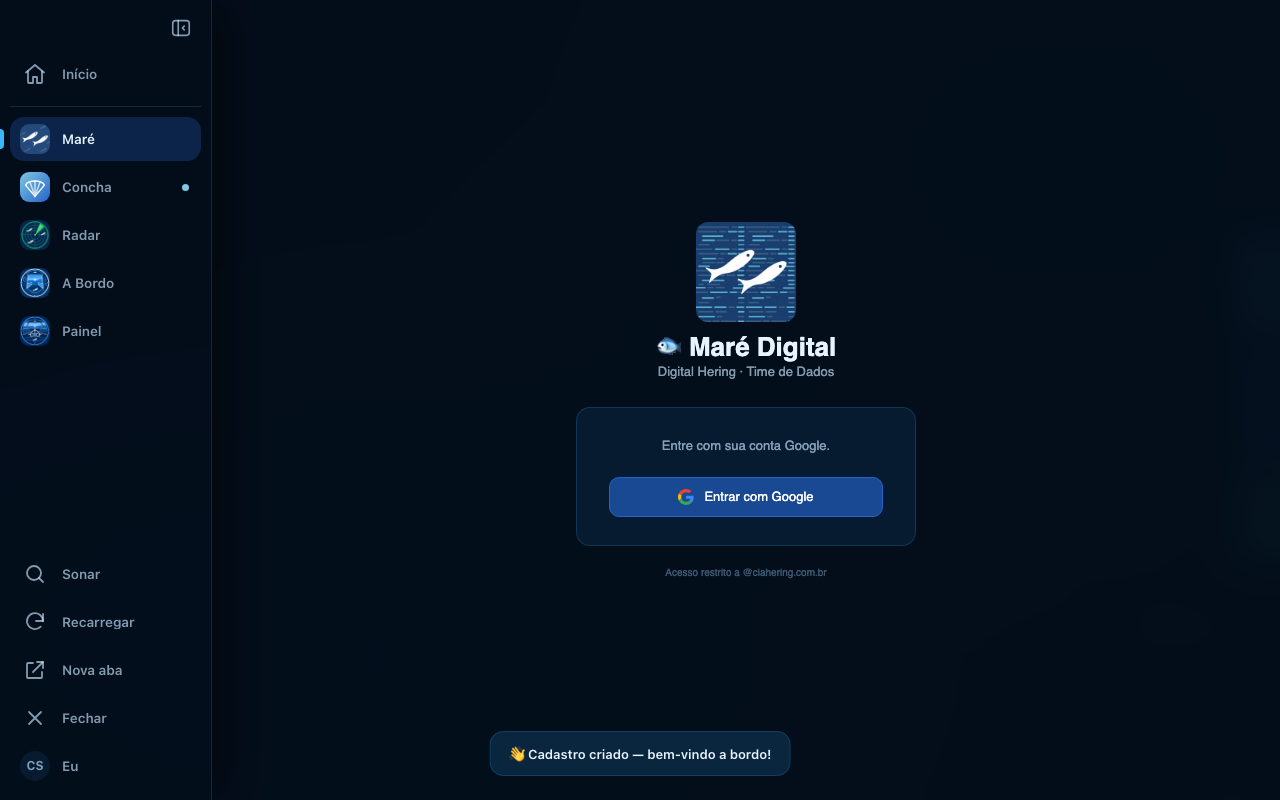 Início
Maré
Concha
Radar
A Bordo
Painel
Sonar
Recarregar
Nova aba
Fechar
CS Eu
Maré Digital
Digital Hering · Time de Dados
Entre com sua conta Google.
Entrar com Google
Acesso restrito a @ciahering.com.br
👋 Cadastro criado — bem-vindo a bordo!